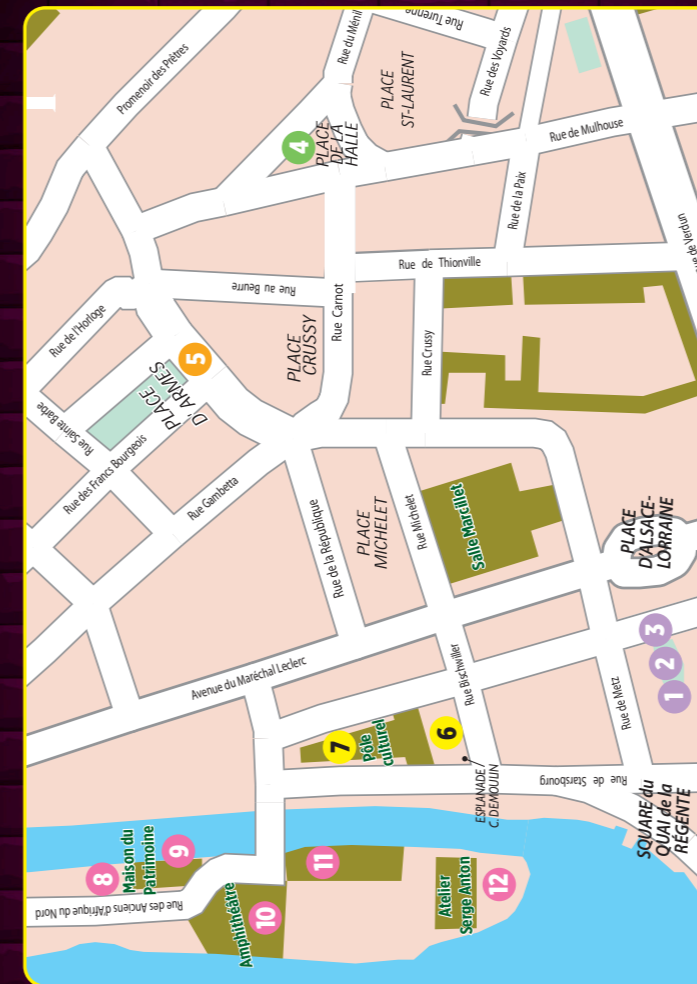 Promenoir des Prêtres
Rue du Ménil
Rue Turenne
PLACE
ST-LAURENT
Rue des Voyards
4
PLACE
DE LA
HALLE
Rue de Mulhouse
Rue de la Paix
Rue de Thionville
Rue au Beurre
Rue de l'Horloge
Rue Carnot
PLACE
CRUSSY
Rue Crussy
5
PLACE
D'ARMES
Rue Sainte Barbe
Rue des Francs Bourgeois
Rue Gambetta
Rue de la République
PLACE
MICHELET
Rue Michelet
Salle Marcillet
PLACE
D'ALSACE-
LORRAINE
Avenue du Maréchal Leclerc
Rue Bischwiller
Rue de Metz
1
2
3
7
Pôle
culturel
6
ESPLANADE
C.DEMOULIN
Rue de Starsbourg
SQUARE du
QUAI de la
RÉGENTE
8
Maison du
Patrimoine
9
Rue des Anciens d'Afrique du Nord
Amphithéâtre
10
11
Atelier
Serge Anton
12